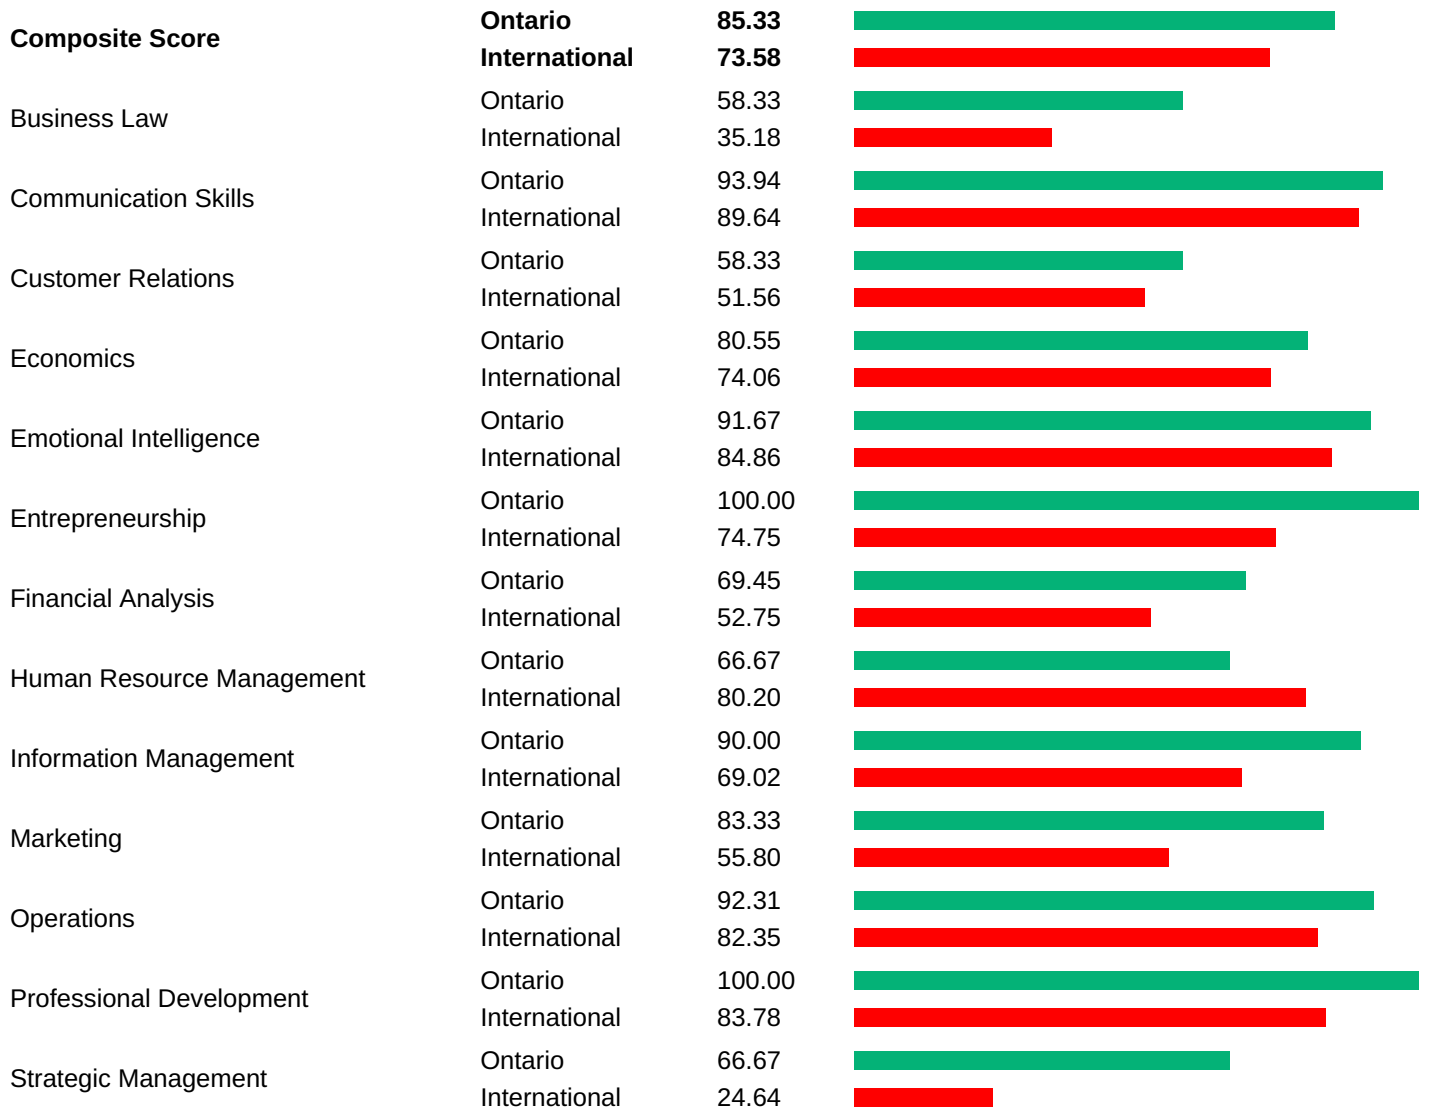 Composite Score
Ontario 85.33
International 73.58
Business Law
Ontario 58.33
International 35.18
Communication Skills
Ontario 93.94
International 89.64
Customer Relations
Ontario 58.33
International 51.56
Economics
Ontario 80.55
International 74.06
Emotional Intelligence
Ontario 91.67
International 84.86
Entrepreneurship
Ontario 100.00
International 74.75
Financial Analysis
Ontario 69.45
International 52.75
Human Resource Management
Ontario 66.67
International 80.20
Information Management
Ontario 90.00
International 69.02
Marketing
Ontario 83.33
International 55.80
Operations
Ontario 92.31
International 82.35
Professional Development
Ontario 100.00
International 83.78
Strategic Management
Ontario 66.67
International 24.64